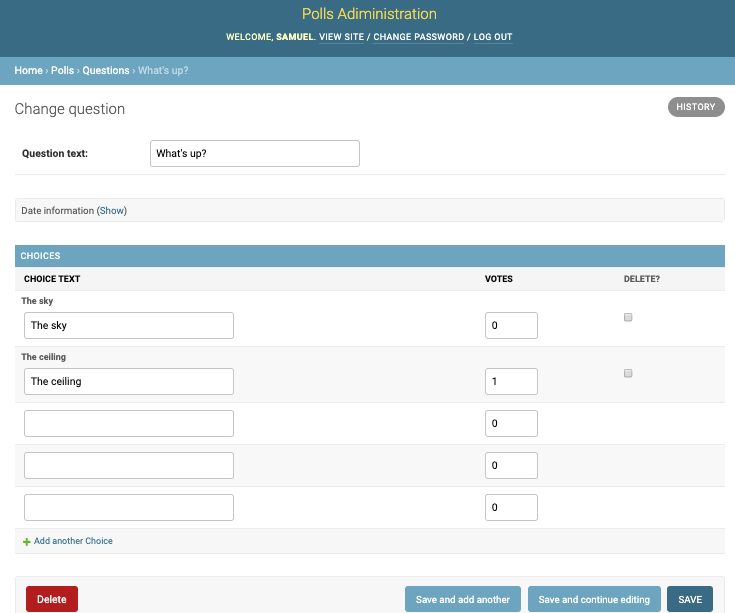 Polls Adiministration
WELCOME, SAMUEL. VIEW SITE / CHANGE PASSWORD / LOG OUT
Home › Polls › Questions › What's up?
Change question
HISTORY
Question text: What's up?
Date information (Show)
CHOICES
CHOICE TEXT VOTES DELETE?
The sky
The sky 0
The ceiling
The ceiling 1
0
0
0
Add another Choice
Delete Save and add another Save and continue editing SAVE